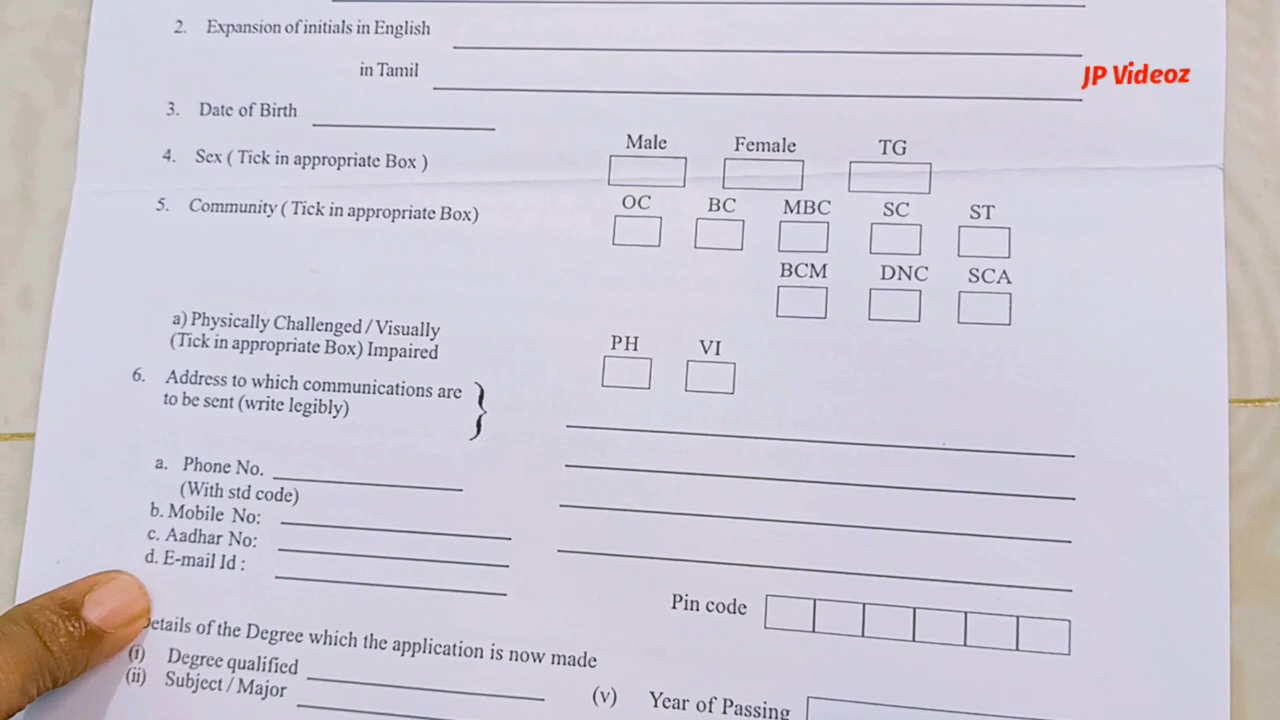 2. Expansion of initials in English
in Tamil
JP Videoz
3. Date of Birth
4. Sex ( Tick in appropriate Box )
Male Female TG
5. Community ( Tick in appropriate Box)
OC BC MBC SC ST
BCM DNC SCA
a) Physically Challenged / Visually
(Tick in appropriate Box) Impaired
PH VI
6. Address to which communications are
to be sent (write legibly)
a. Phone No.
(With std code)
b. Mobile No:
c. Aadhar No:
d. E-mail Id :
Pin code
Details of the Degree which the application is now made
(i) Degree qualified
(ii) Subject / Major
(v) Year of Passing